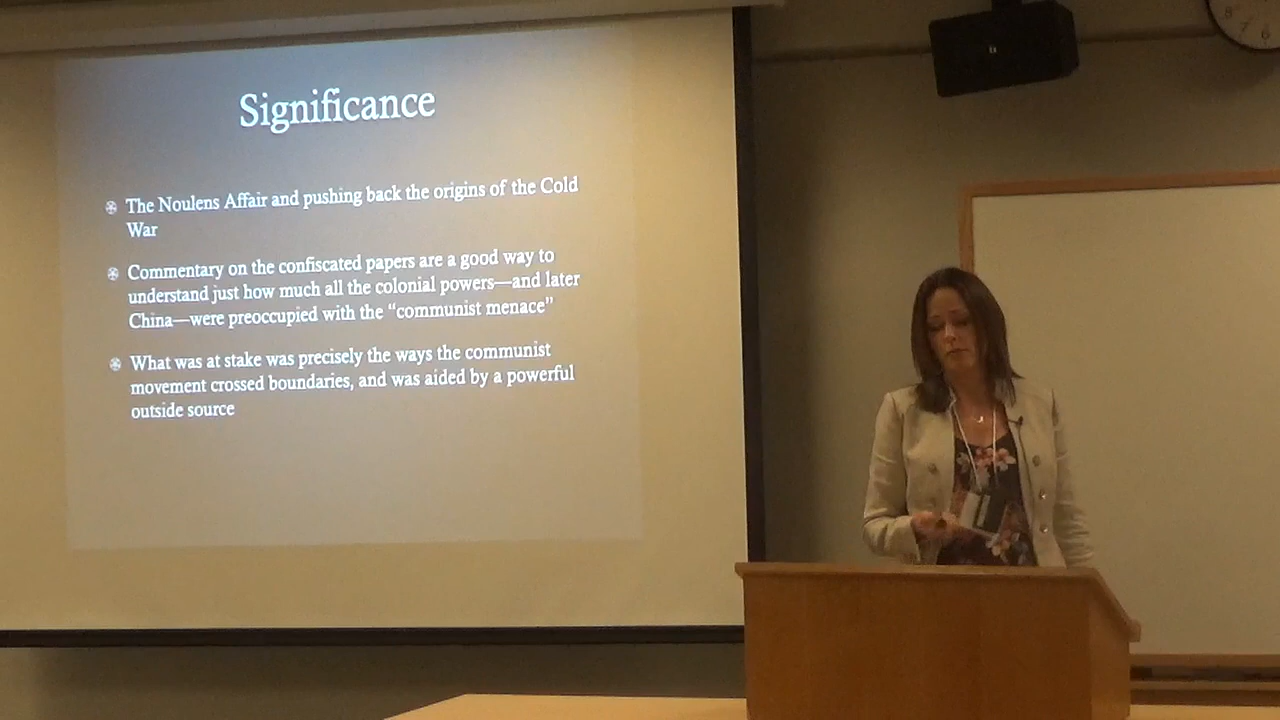 Significance
The Noulens Affair and pushing back the origins of the Cold
War
Commentary on the confiscated papers are a good way to
understand just how much all the colonial powers—and later
China—were preoccupied with the “communist menace”
What was at stake was precisely the ways the communist
movement crossed boundaries, and was aided by a powerful
outside source
8
7
6